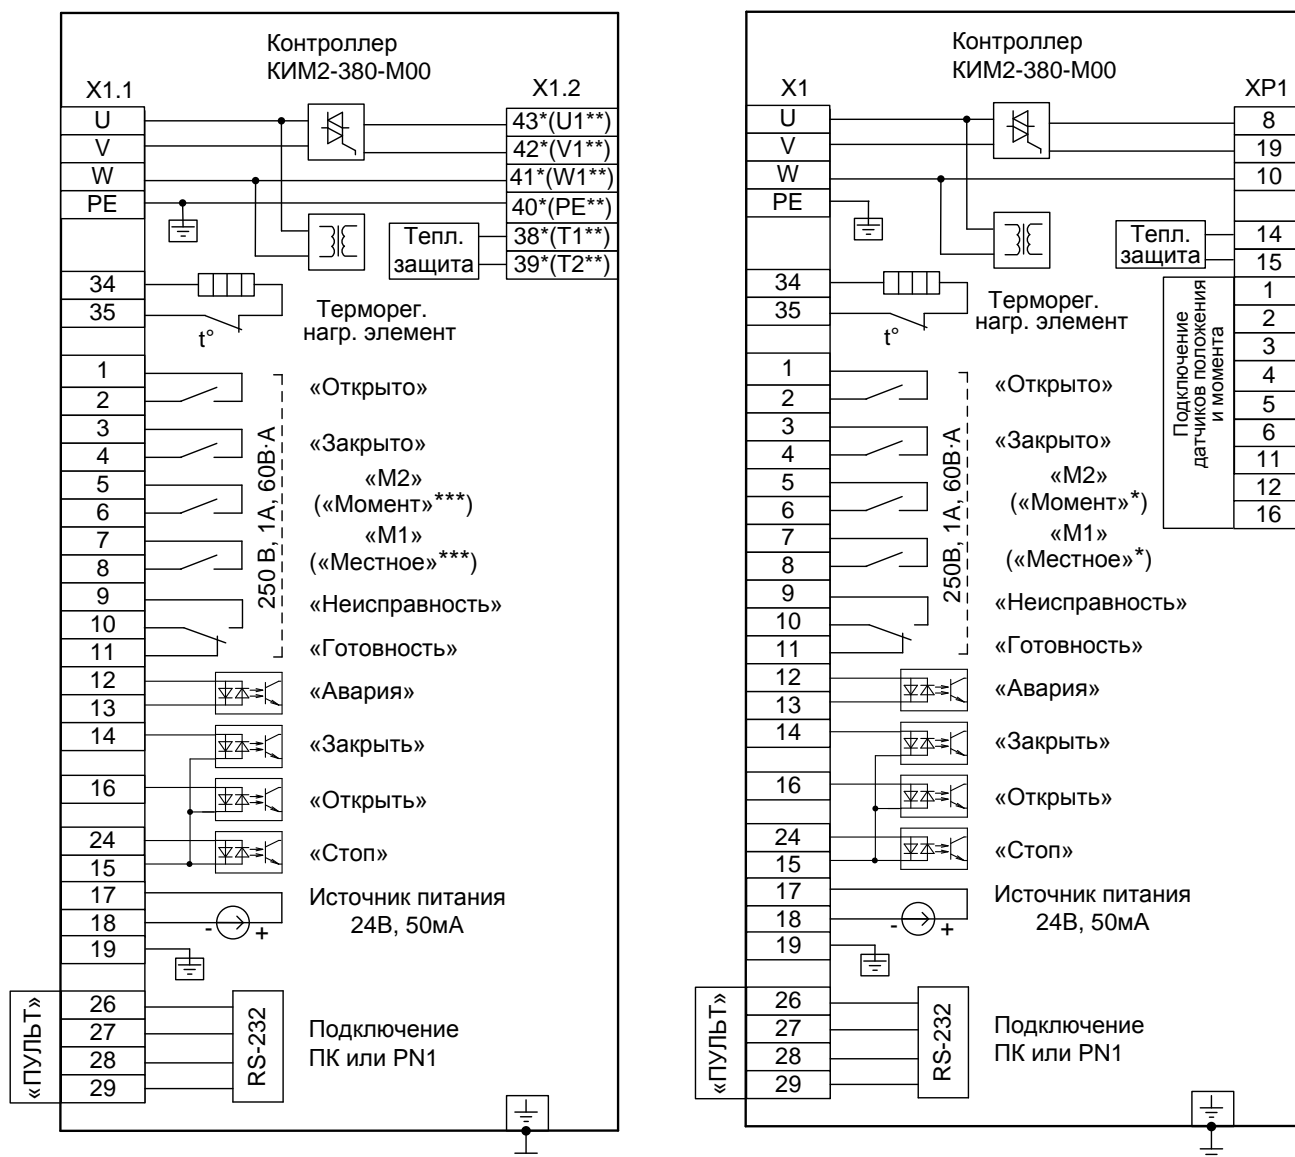 Контроллер
КИМ2-380-М00
X1.1
X1.2
U
V
W
PE
43*(U1**)
42*(V1**)
41*(W1**)
40*(PE**)
38*(T1**)
39*(T2**)
Тепл.
защита
34
35
t°
Терморег.
нагр. элемент
1
2
3
4
5
6
7
8
9
10
11
12
13
14
16
24
15
17
18
19
26
27
28
29
250 В, 1А, 60В·А
«Открыто»
«Закрыто»
«М2»
(«Момент»***)
«М1»
(«Местное»***)
«Неисправность»
«Готовность»
«Авария»
«Закрыть»
«Открыть»
«Стоп»
Источник питания
24В, 50мА
- +
«ПУЛЬТ»
RS-232
Подключение
ПК или PN1
Контроллер
КИМ2-380-М00
X1
XP1
U
V
W
PE
8
19
10
14
15
Тепл.
защита
1
2
3
4
5
6
11
12
16
Подключение
датчиков положения
и момента
34
35
t°
Терморег.
нагр. элемент
1
2
3
4
5
6
7
8
9
10
11
12
13
14
16
24
15
17
18
19
26
27
28
29
250В, 1А, 60В·А
«Открыто»
«Закрыто»
«М2»
(«Момент»*)
«М1»
(«Местное»*)
«Неисправность»
«Готовность»
«Авария»
«Закрыть»
«Открыть»
«Стоп»
Источник питания
24В, 50мА
- +
«ПУЛЬТ»
RS-232
Подключение
ПК или PN1